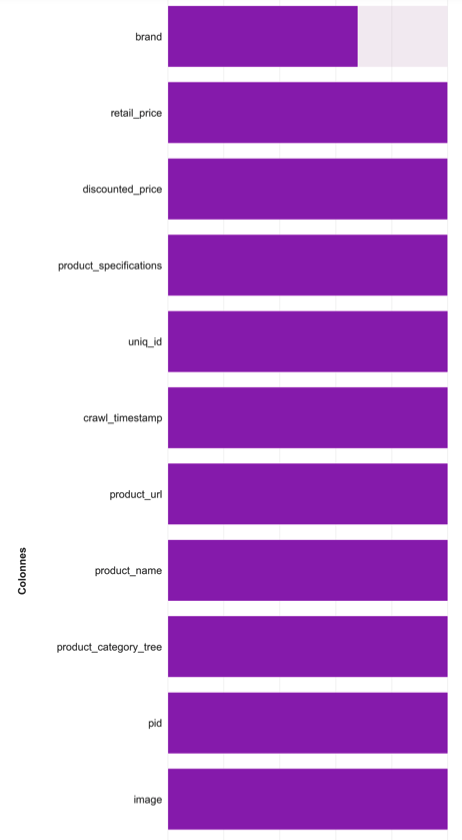 brand
retail_price
discounted_price
product_specifications
uniq_id
crawl_timestamp
product_url
Colonnes
product_name
product_category_tree
pid
image